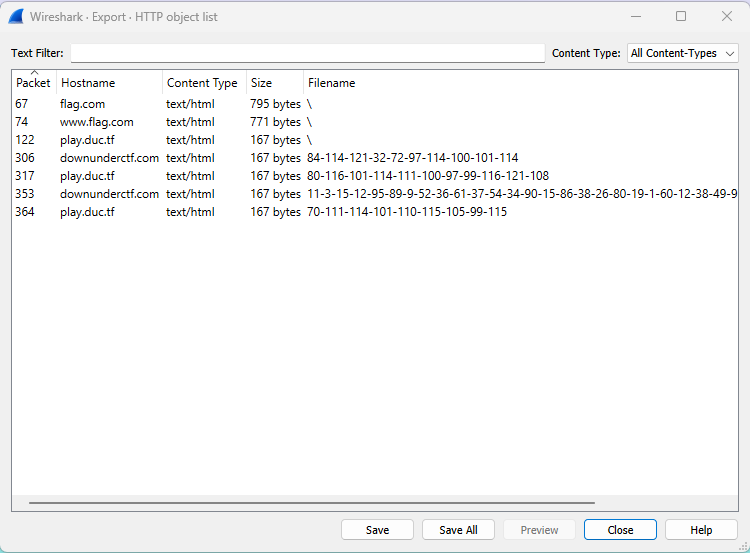 Wireshark · Export · HTTP object list
Text Filter: Content Type: All Content-Types
Packet Hostname Content Type Size Filename
67 flag.com text/html 795 bytes \
74 www.flag.com text/html 771 bytes \
122 play.duc.tf text/html 167 bytes \
306 downunderctf.com text/html 167 bytes 84-114-121-32-72-97-114-100-101-114
317 play.duc.tf text/html 167 bytes 80-116-101-114-111-100-97-99-116-121-108
353 downunderctf.com text/html 167 bytes 11-3-15-12-95-89-9-52-36-61-37-54-34-90-15-86-38-26-80-19-1-60-12-38-49-9
364 play.duc.tf text/html 167 bytes 70-111-114-101-110-115-105-99-115
Save Save All Preview Close Help